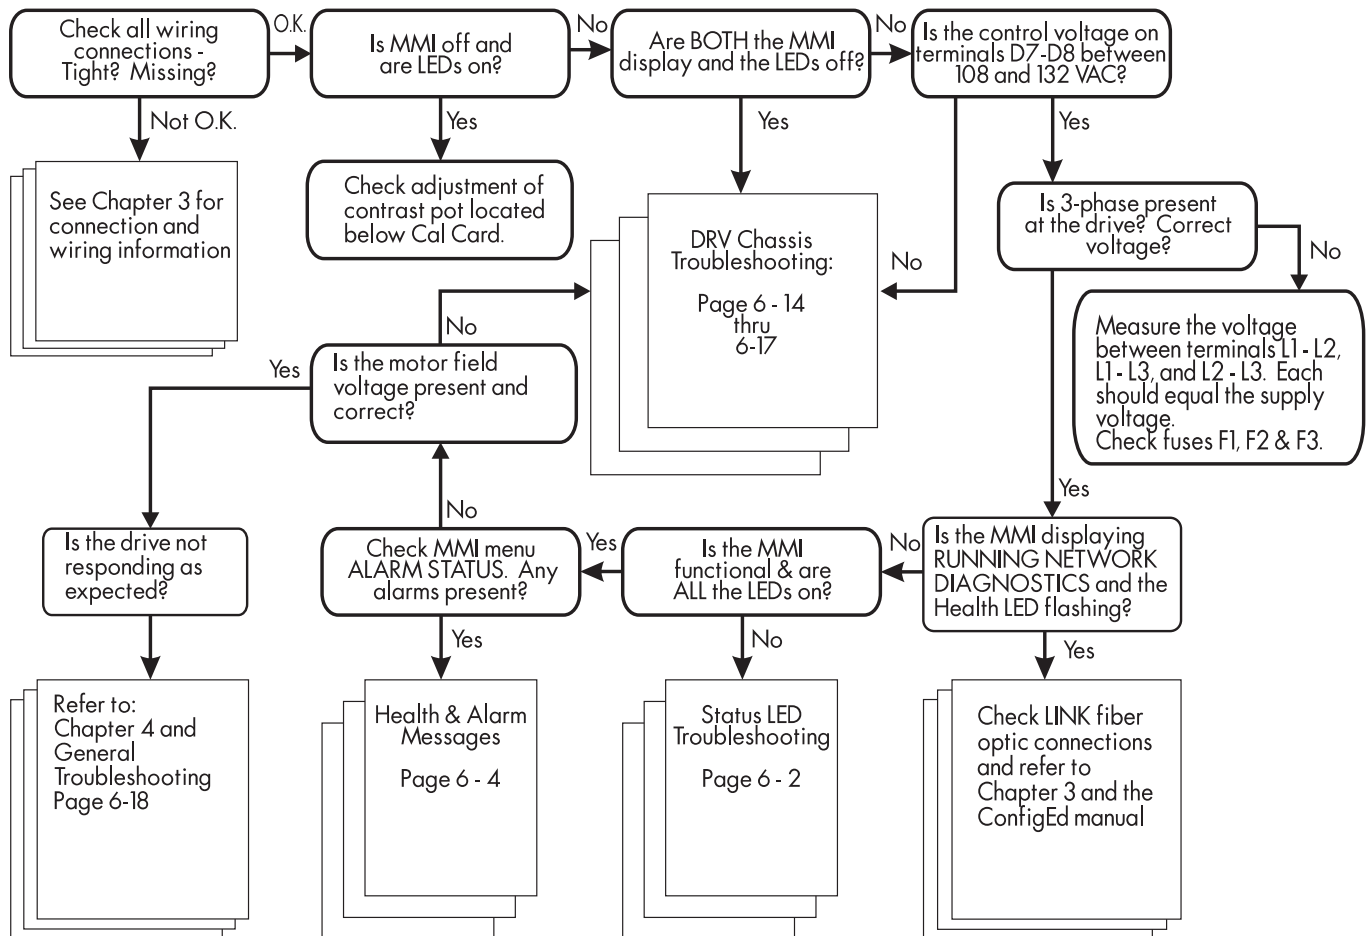 Check all wiring
connections -
Tight? Missing?
O.K.
Is MMI off and
are LEDs on?
No
Are BOTH the MMI
display and the LEDs off?
No
Is the control voltage on
terminals D7-D8 between
108 and 132 VAC?
Not O.K.
Yes
Yes
Yes
See Chapter 3 for
connection and
wiring information
Check adjustment of
contrast pot located
below Cal Card.
DRV Chassis
Troubleshooting:
Page 6 - 14
thru
6-17
No
Is 3-phase present
at the drive? Correct
voltage?
No
Measure the voltage
between terminals L1 - L2,
L1 - L3, and L2 - L3. Each
should equal the supply
voltage.
Check fuses F1, F2 & F3.
No
Yes
Is the motor field
voltage present and
correct?
No
Yes
Is the drive not
responding as
expected?
Check MMI menu
ALARM STATUS. Any
alarms present?
Yes
Is the MMI
functional & are
ALL the LEDs on?
No
Is the MMI displaying
RUNNING NETWORK
DIAGNOSTICS and the
Health LED flashing?
Yes
No
Yes
Refer to:
Chapter 4 and
General
Troubleshooting
Page 6-18
Health & Alarm
Messages
Page 6 - 4
Status LED
Troubleshooting
Page 6 - 2
Check LINK fiber
optic connections
and refer to
Chapter 3 and the
ConfigEd manual